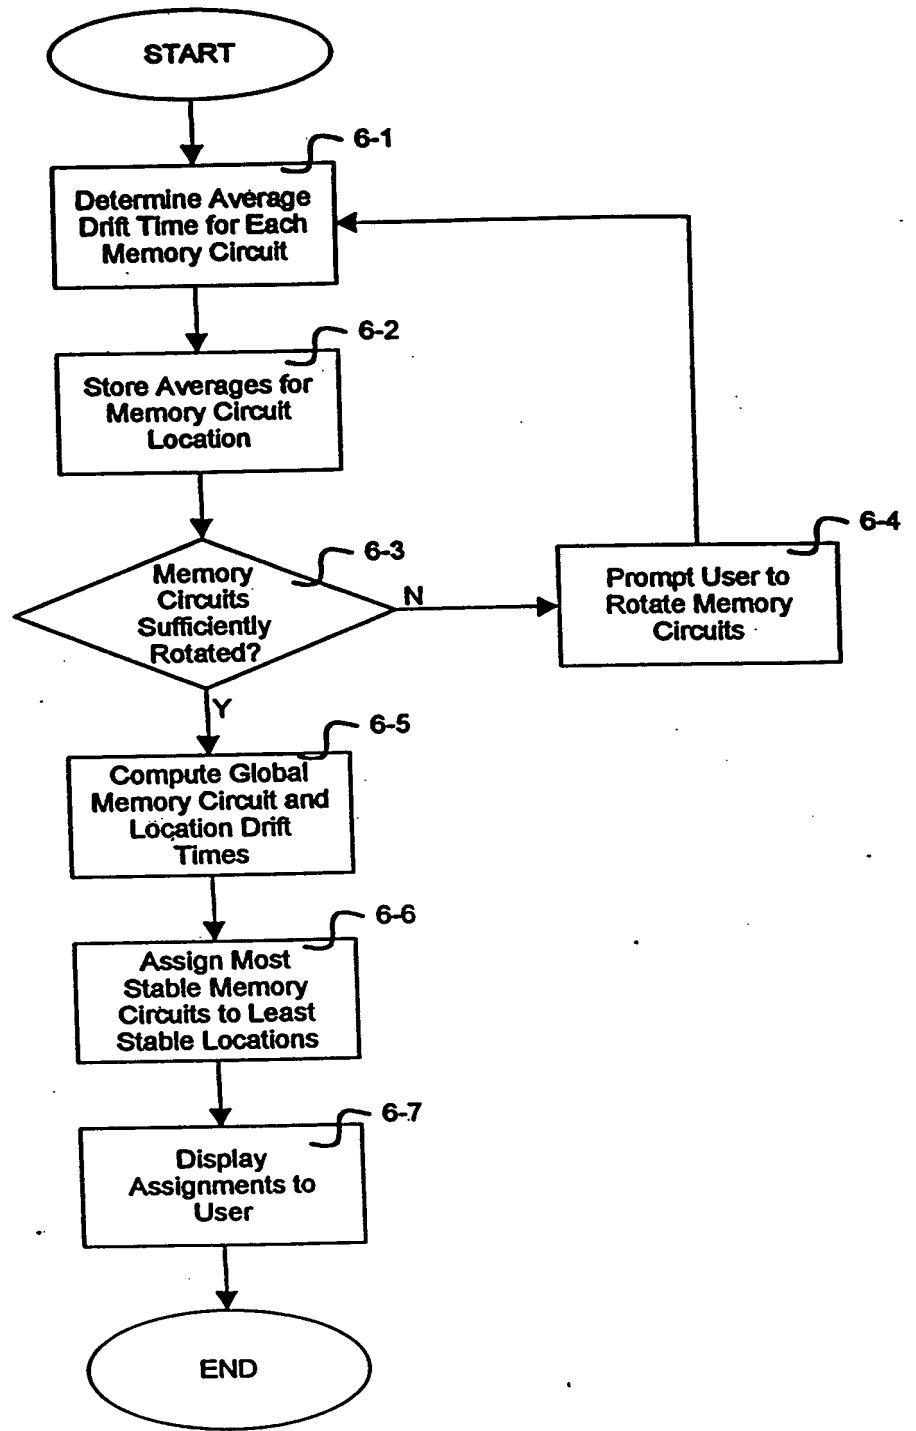 START
6-1
Determine Average
Drift Time for Each
Memory Circuit
6-2
Store Averages for
Memory Circuit
Location
6-3
Memory
Circuits
Sufficiently
Rotated?
N
6-4
Prompt User to
Rotate Memory
Circuits
Y
6-5
Compute Global
Memory Circuit and
Location Drift
Times
6-6
Assign Most
Stable Memory
Circuits to Least
Stable Locations
6-7
Display
Assignments to
User
END